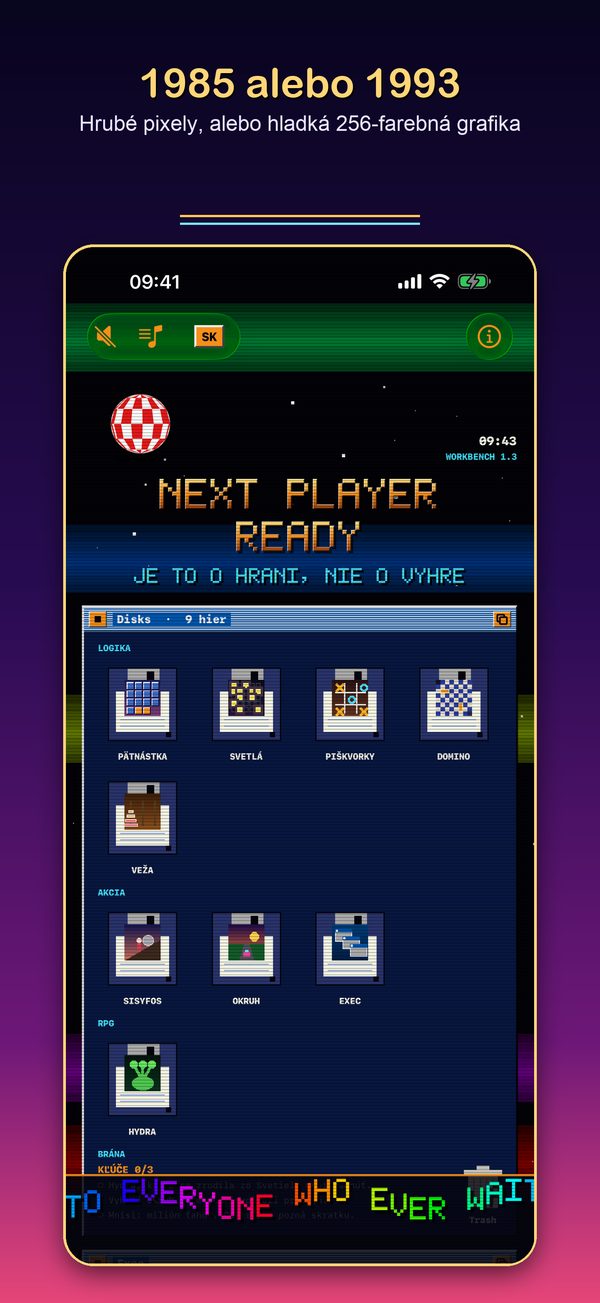 1985 alebo 1993
Hrubé pixely, alebo hladká 256-farebná grafika
09:41
SK
09:43
WORKBENCH 1.3
NEXT PLAYER
READY
JE TO O HRANI, NIE O VYHRE
Disks · 9 hier
LOGIKA
PÄTNÁSTKA SVETLÁ PIŠKVORKY DOMINO
VEŽA
AKCIA
SISYFOS OKRUH EXEC
RPG
HYDRA
BRÁNA
KĽÚČE 0/3
TO EVERYONE WHO EVER WAIT
Trash